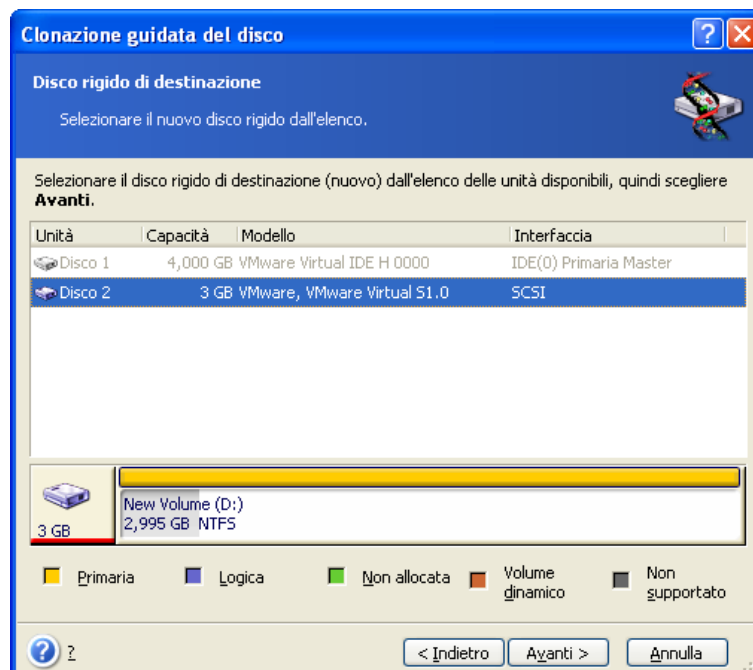 Clonazione guidata del disco
Disco rigido di destinazione
Selezionare il nuovo disco rigido dall'elenco.
Selezionare il disco rigido di destinazione (nuovo) dall'elenco delle unità disponibili, quindi scegliere
Avanti.
Unità Capacità Modello Interfaccia
Disco 1 4,000 GB VMware Virtual IDE H 0000 IDE(0) Primaria Master
Disco 2 3 GB VMware, VMware Virtual S1.0 SCSI
New Volume (D:)
3 GB 2,995 GB NTFS
Primaria Logica Non allocata Volume dinamico Non supportato
? < Indietro Avanti > Annulla